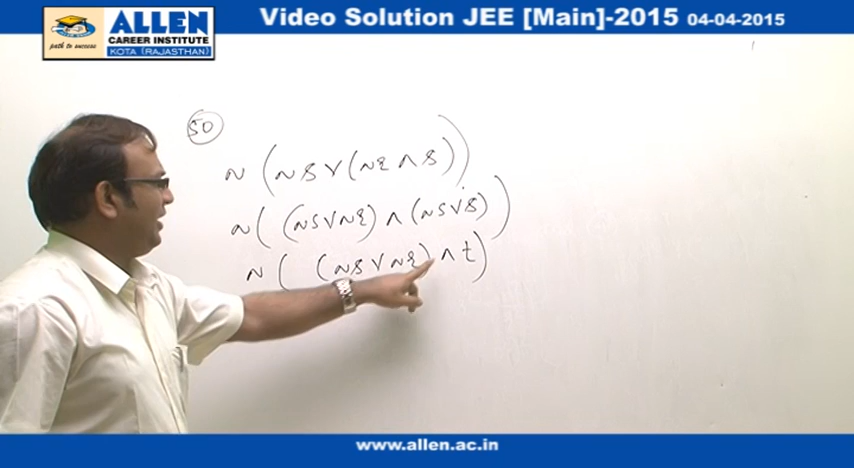 Video Solution JEE [Main]-2015 04-04-2015
ALLEN
CAREER INSTITUTE
KOTA (RAJASTHAN)
path to success
50
~ (~s ∨ (~r ∧ s))
~ ((~s ∨ ~r) ∧ (~s ∨ s))
~ ( (~s ∨ ~r) ∧ t)
www.allen.ac.in